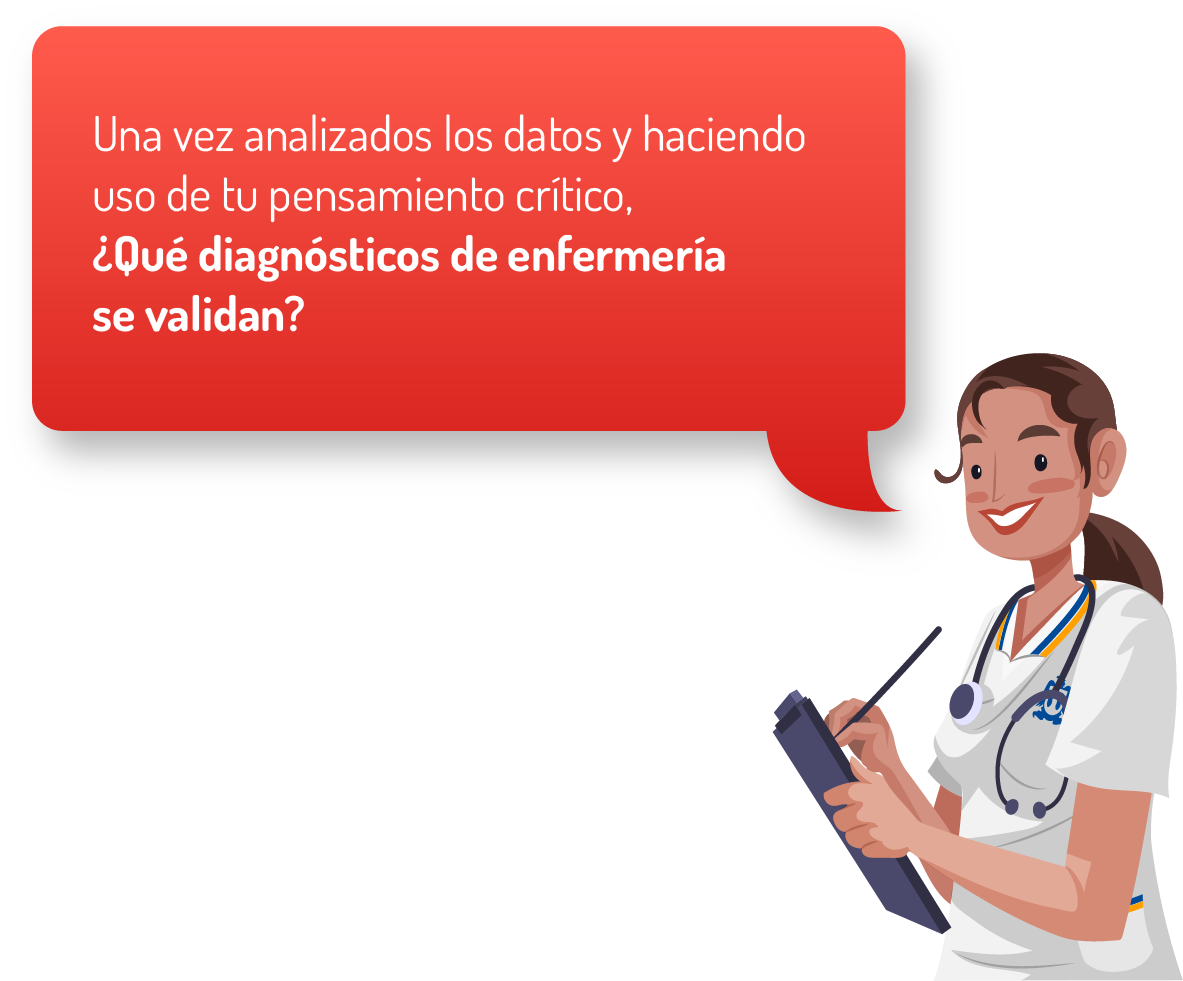 Una vez analizados los datos y haciendo
uso de tu pensamiento crítico,
¿Qué diagnósticos de enfermería
se validan?